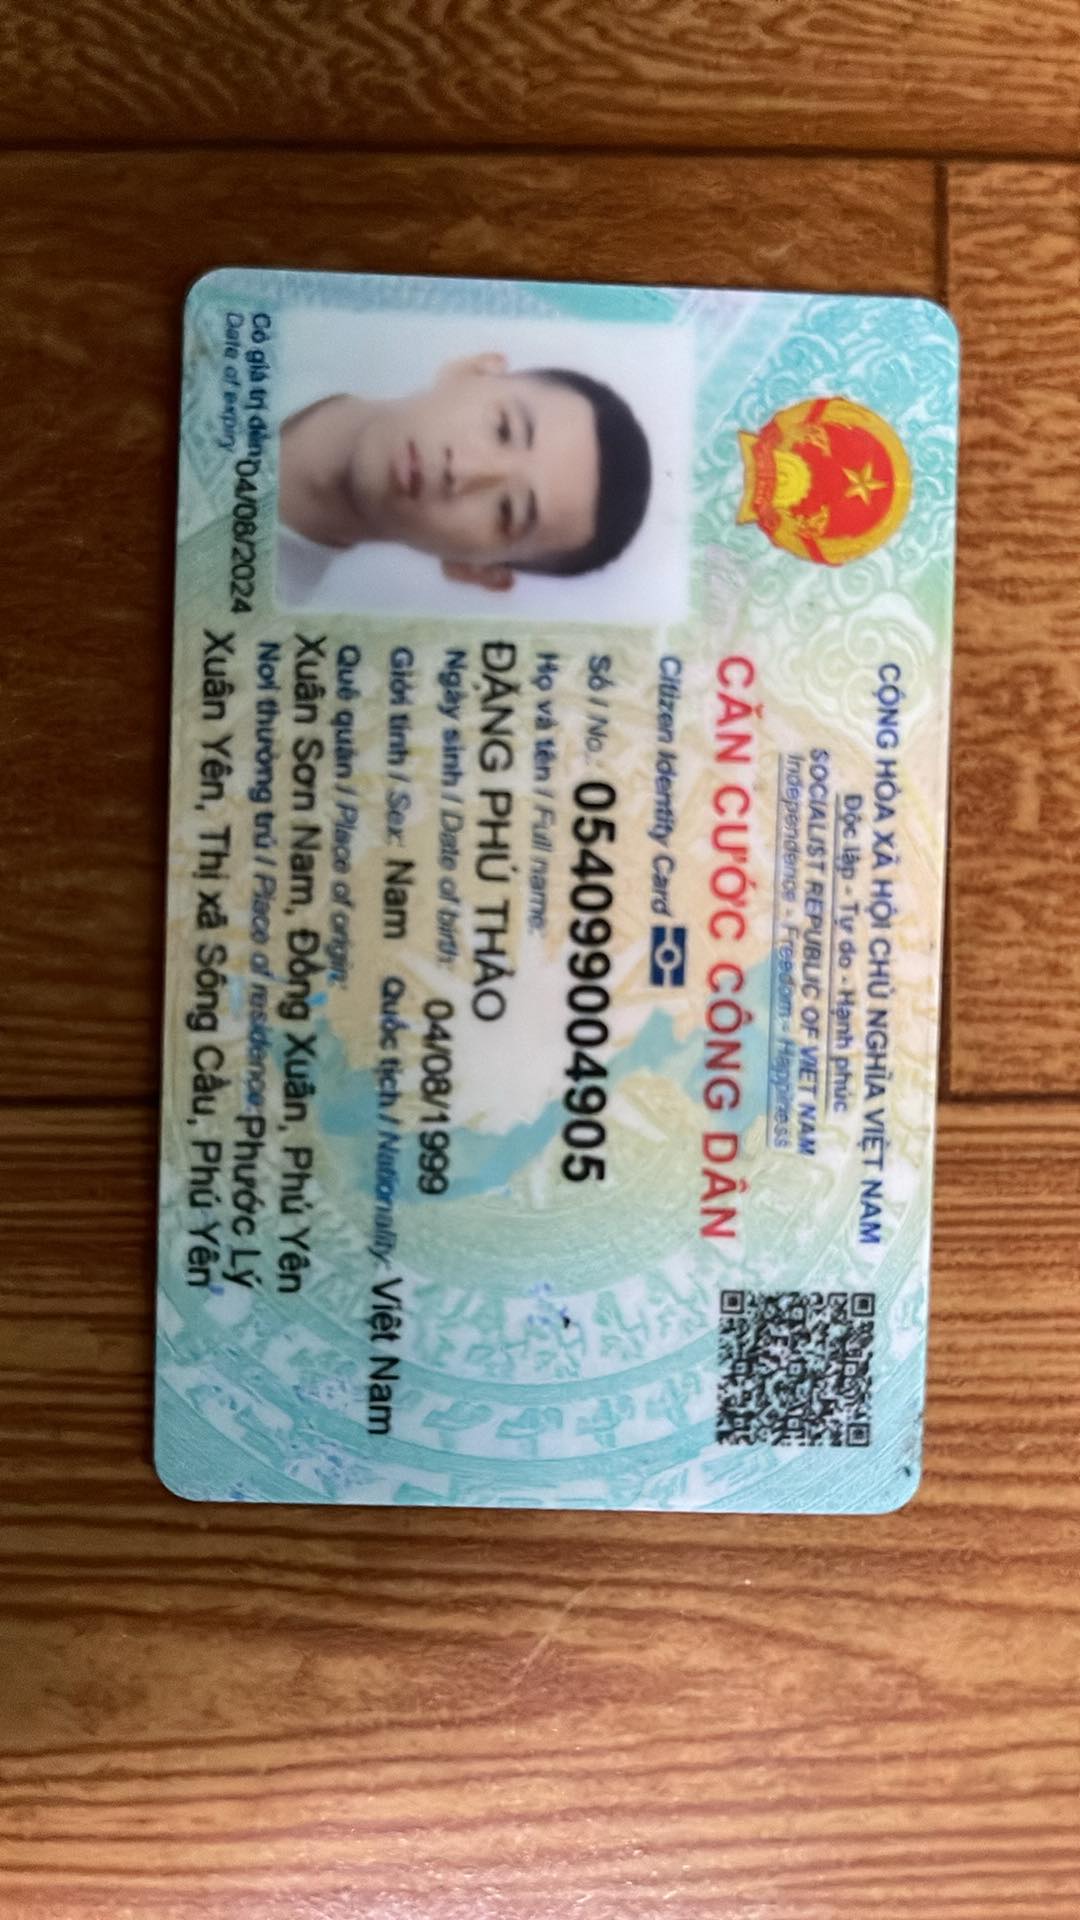 CỘNG HÒA XÃ HỘI CHỦ NGHĨA VIỆT NAM
Độc lập - Tự do - Hạnh phúc
SOCIALIST REPUBLIC OF VIET NAM
Independence - Freedom - Happiness
CĂN CƯỚC CÔNG DÂN
Citizen Identity Card
Số / No.: 054099004905
Họ và tên / Full name:
ĐẶNG PHÚ THẢO
Ngày sinh / Date of birth: 04/08/1999
Giới tính / Sex: Nam Quốc tịch / Nationality: Việt Nam
Quê quán / Place of origin:
Xuân Sơn Nam, Đồng Xuân, Phú Yên
Nơi thường trú / Place of residence: Phước Lý
Xuân Yên, Thị xã Sông Cầu, Phú Yên
Có giá trị đến: 04/08/2024
Date of expiry